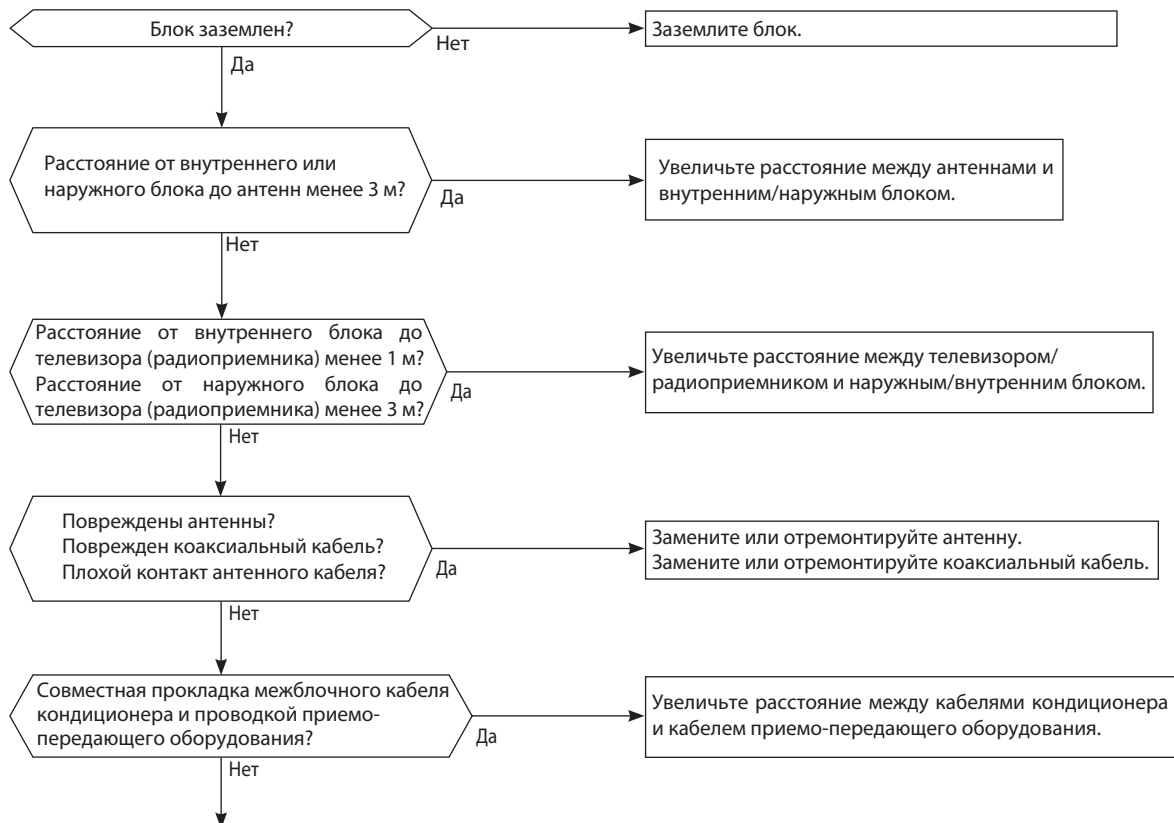 Блок заземлен?
Нет
Заземлите блок.
Да
Расстояние от внутреннего или
наружного блока до антенн менее 3 м?
Да
Увеличьте расстояние между антеннами и
внутренним/наружным блоком.
Нет
Расстояние от внутреннего блока до
телевизора (радиоприемника) менее 1 м?
Расстояние от наружного блока до
телевизора (радиоприемника) менее 3 м?
Да
Увеличьте расстояние между телевизором/
радиоприемником и наружным/внутренним блоком.
Нет
Повреждены антенны?
Поврежден коаксиальный кабель?
Плохой контакт антенного кабеля?
Да
Замените или отремонтируйте антенну.
Замените или отремонтируйте коаксиальный кабель.
Нет
Совместная прокладка межблочного кабеля
кондиционера и проводкой приемо-
передающего оборудования?
Да
Увеличьте расстояние между кабелями кондиционера
и кабелем приемо-передающего оборудования.
Нет